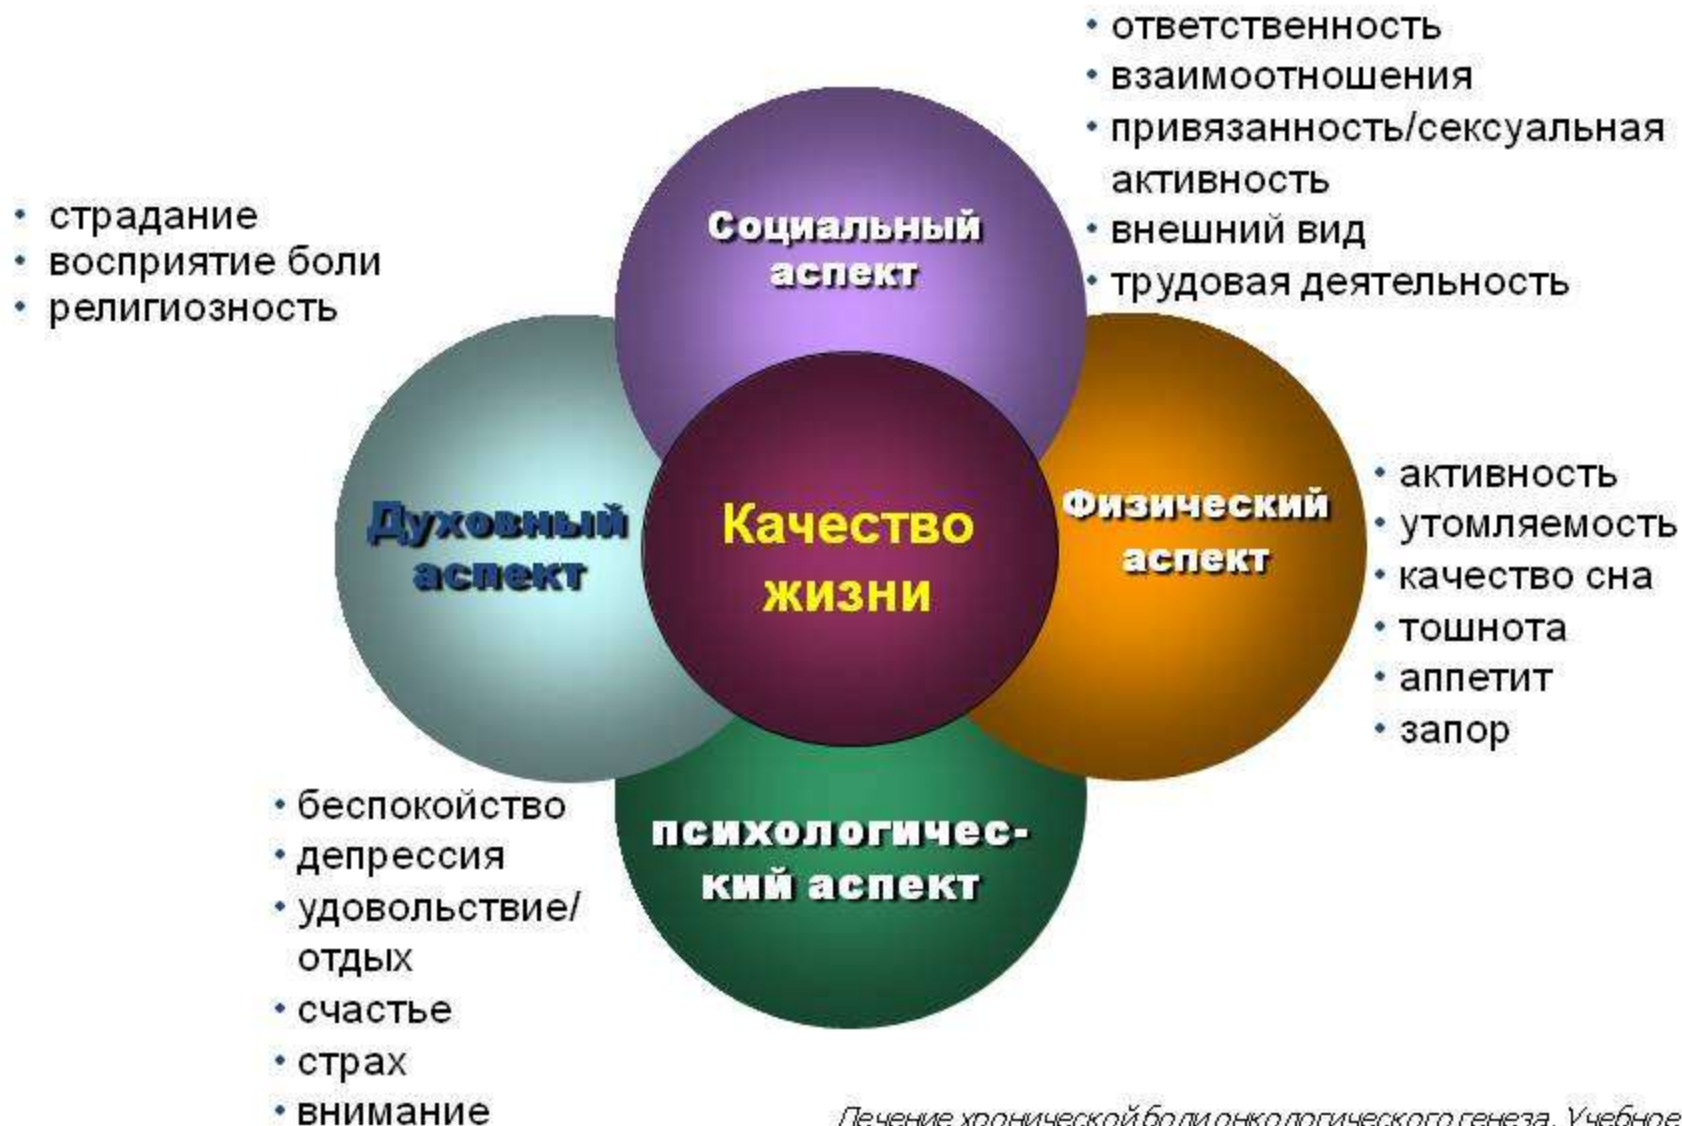 • ответственность
• взаимоотношения
• привязанность/сексуальная
активность
• внешний вид
• трудовая деятельность
• страдание
• восприятие боли
• религиозность
Социальный
аспект
Духовный
аспект
Качество
жизни
Физический
аспект
• активность
• утомляемость
• качество сна
• тошнота
• аппетит
• запор
психологичес-
кий аспект
• беспокойство
• депрессия
• удовольствие/
отдых
• счастье
• страх
• внимание
Лечение хронической боли онкологического генеза. Учебное